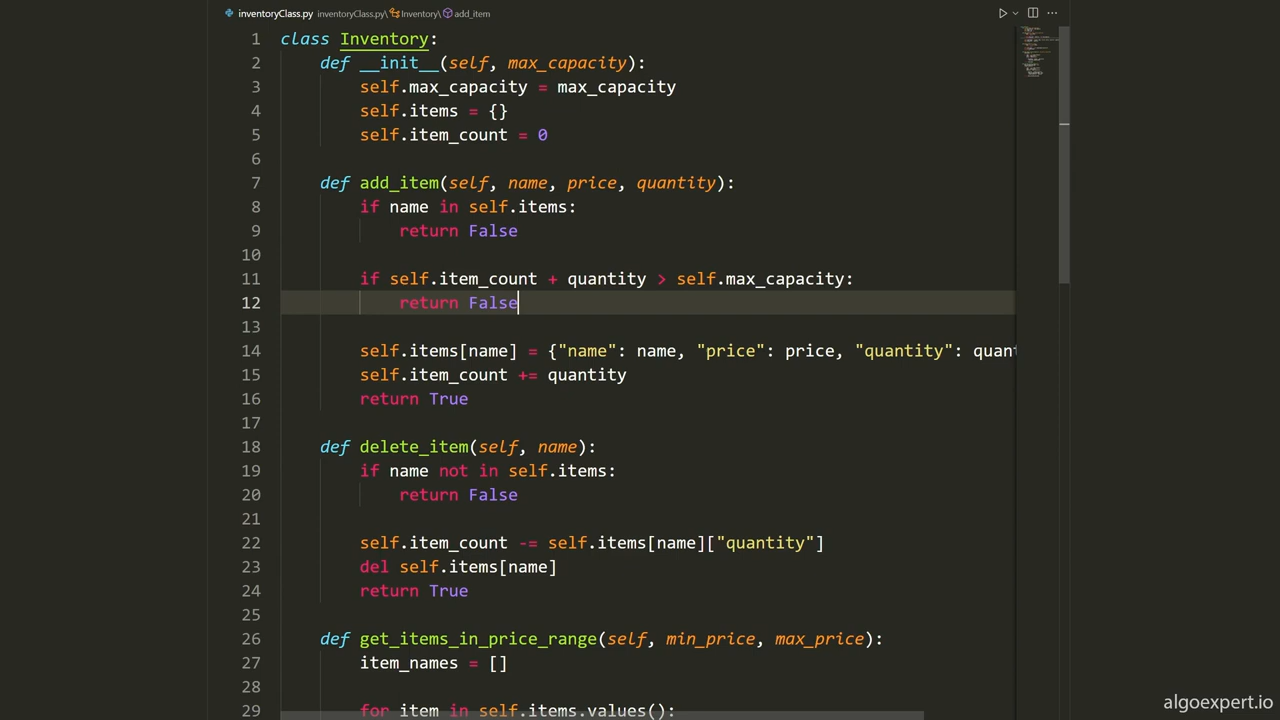 inventoryClass.py inventoryClass.py\Inventory\add_item
1 class Inventory:
2     def __init__(self, max_capacity):
3         self.max_capacity = max_capacity
4         self.items = {}
5         self.item_count = 0
6
7     def add_item(self, name, price, quantity):
8         if name in self.items:
9             return False
10
11         if self.item_count + quantity > self.max_capacity:
12             return False
13
14         self.items[name] = {"name": name, "price": price, "quantity": quant
15         self.item_count += quantity
16         return True
17
18     def delete_item(self, name):
19         if name not in self.items:
20             return False
21
22         self.item_count -= self.items[name]["quantity"]
23         del self.items[name]
24         return True
25
26     def get_items_in_price_range(self, min_price, max_price):
27         item_names = []
28
29         for item in self.items.values():
algoexpert.io